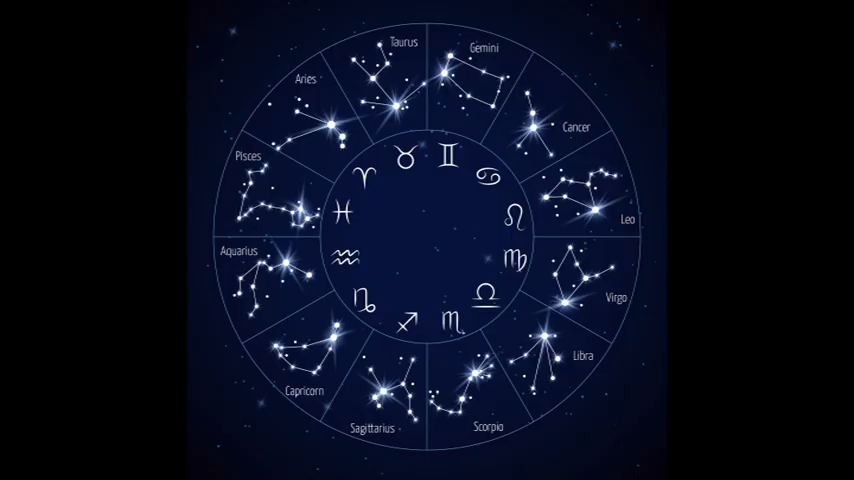 Taurus
Gemini
Aries
Cancer
Pisces
♉
♊
♈
♋
♓
♌
Leo
Aquarius
♒
♍
Virgo
♑
♎
♐
♏
Libra
Capricorn
Sagittarius
Scorpio